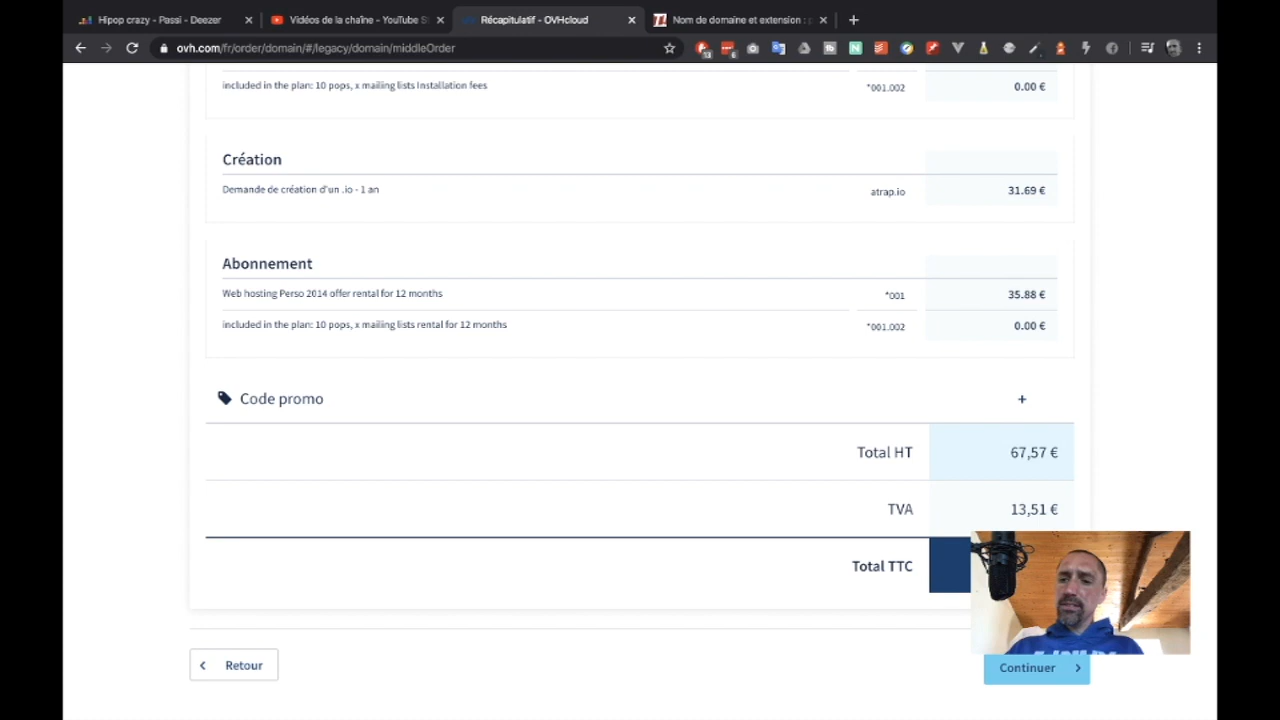 Hipop crazy - Passi - Deezer
Vidéos de la chaîne - YouTube S
Récapitulatif - OVHcloud
Nom de domaine et extension : p
ovh.com/fr/order/domain/#/legacy/domain/middleOrder
included in the plan: 10 pops, x mailing lists Installation fees *001.002 0.00 €
Création
Demande de création d'un .io - 1 an atrap.io 31.69 €
Abonnement
Web hosting Perso 2014 offer rental for 12 months *001 35.88 €
included in the plan: 10 pops, x mailing lists rental for 12 months *001.002 0.00 €
Code promo +
Total HT 67,57 €
TVA 13,51 €
Total TTC
Retour
Continuer